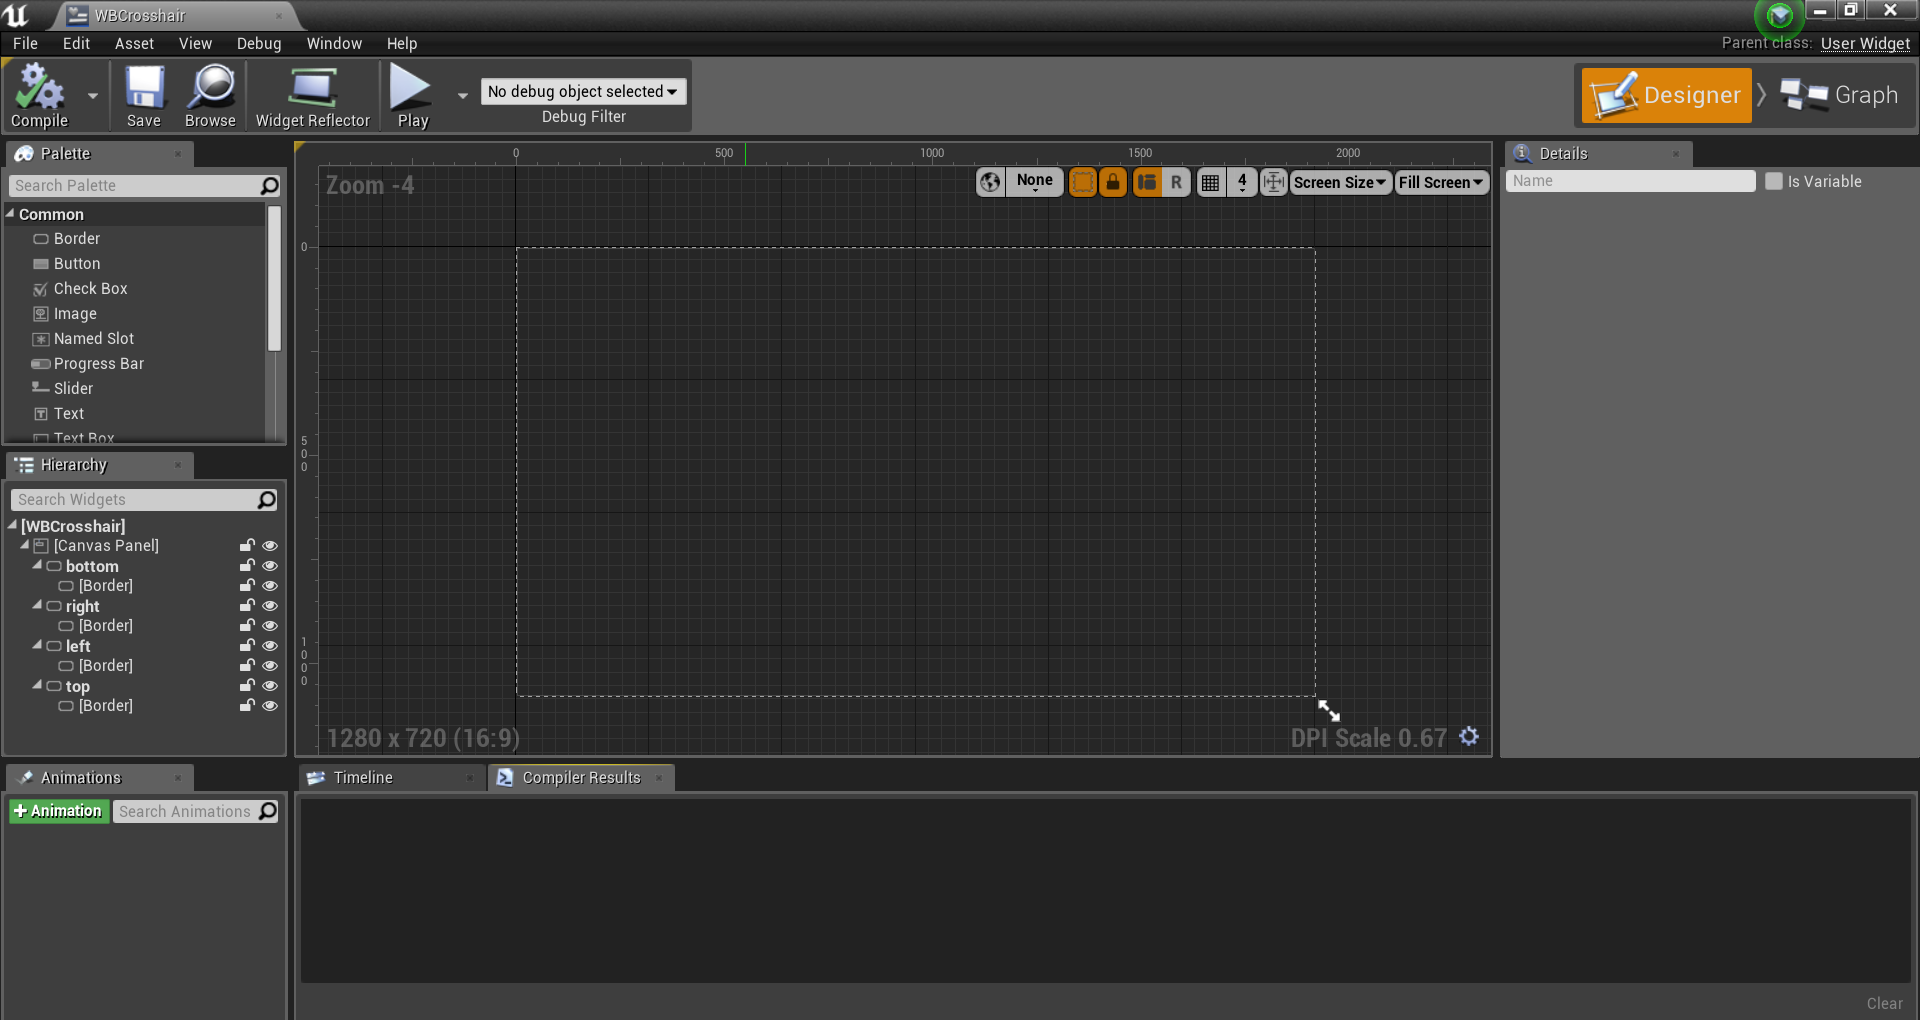 WBCrosshair
File Edit Asset View Debug Window Help
Parent class: User Widget
Compile
Save
Browse
Widget Reflector
Play
No debug object selected
Debug Filter
Designer
Graph
Palette
Search Palette
Common
Border
Button
Check Box
Image
Named Slot
Progress Bar
Slider
Text
Text Box
Hierarchy
Search Widgets
[WBCrosshair]
[Canvas Panel]
bottom
[Border]
right
[Border]
left
[Border]
top
[Border]
0 500 1000 1500 2000
Zoom -4
None
R
4
Screen Size
Fill Screen
0
500
1000
1280 x 720 (16:9)
DPI Scale 0.67
Details
Name
Is Variable
Animations
+ Animation
Search Animations
Timeline
Compiler Results
Clear